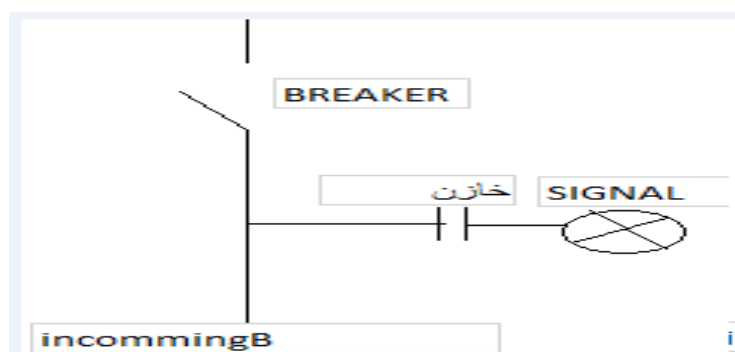 BREAKER
خازن
SIGNAL
incommingB
i